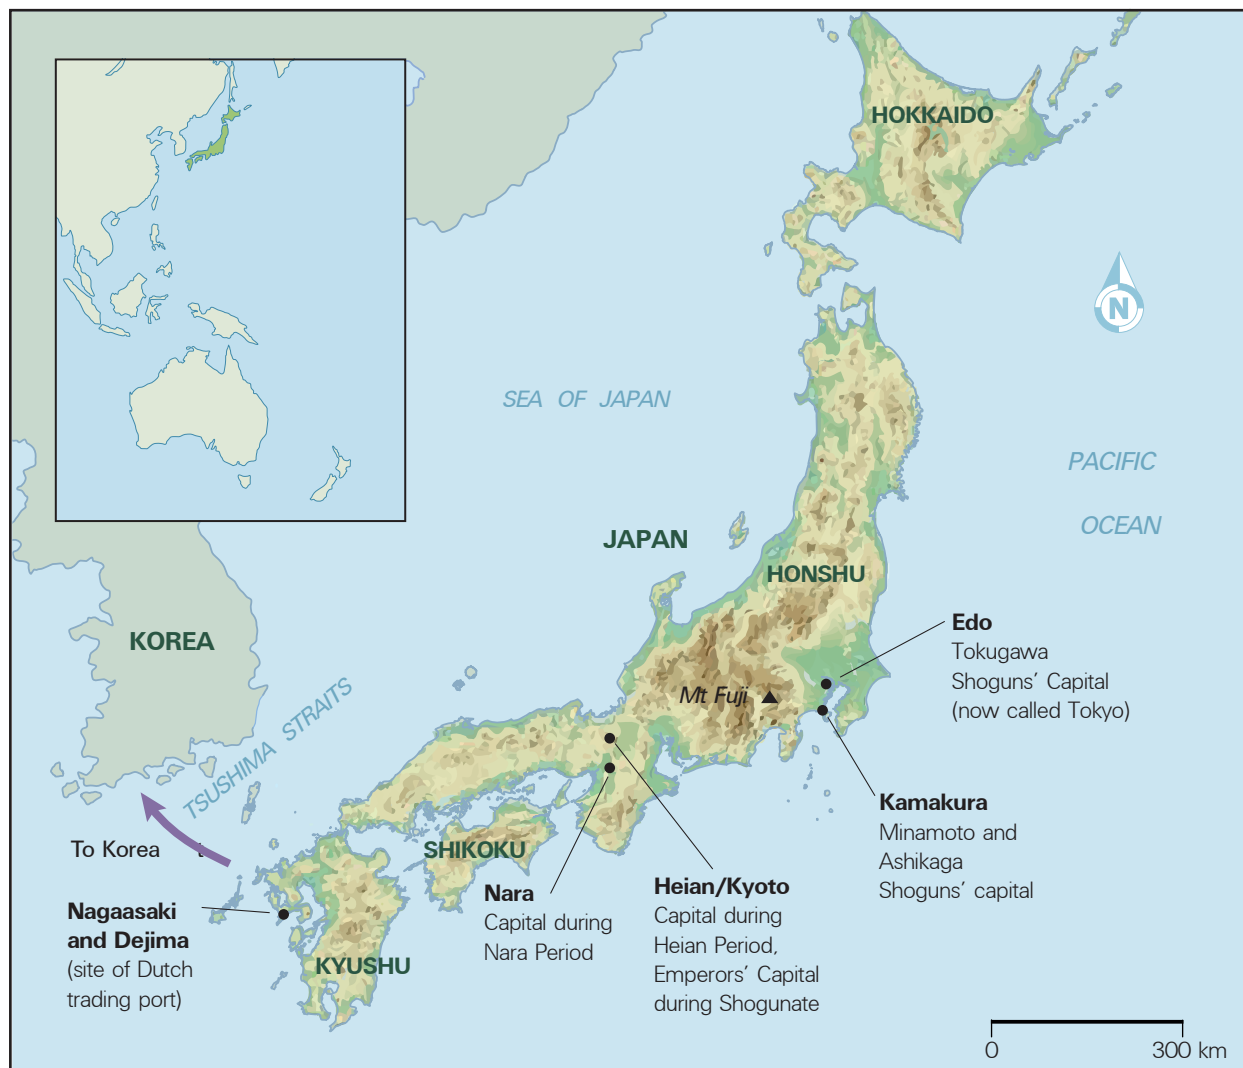 HOKKAIDO
N
SEA OF JAPAN
PACIFIC
OCEAN
JAPAN
HONSHU
KOREA
Edo
Tokugawa
Shoguns’ Capital
(now called Tokyo)
Mt Fuji
TSUSHIMA STRAITS
Kamakura
Minamoto and
Ashikaga
Shoguns’ capital
To Korea
t
SHIKOKU
Nara
Capital during
Nara Period
Heian/Kyoto
Capital during
Heian Period,
Emperors’ Capital
during Shogunate
Nagaasaki
and Dejima
(site of Dutch
trading port)
KYUSHU
0 300 km